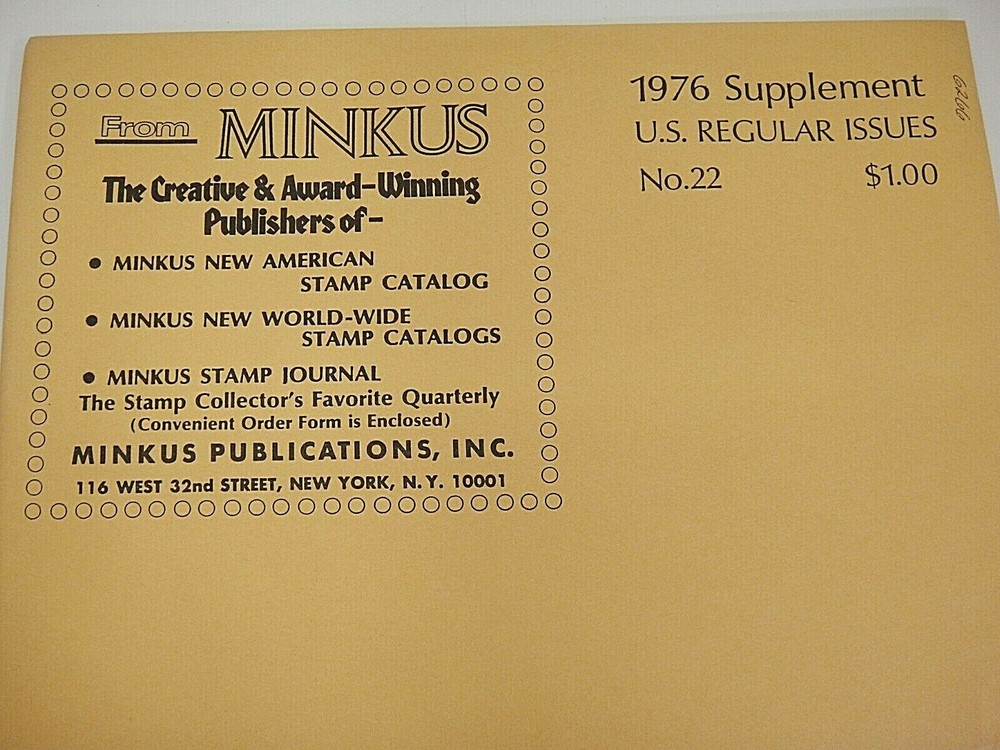 From MINKUS
The Creative & Award-Winning
Publishers of-
• MINKUS NEW AMERICAN
STAMP CATALOG
• MINKUS NEW WORLD-WIDE
STAMP CATALOGS
• MINKUS STAMP JOURNAL
The Stamp Collector's Favorite Quarterly
(Convenient Order Form is Enclosed)
MINKUS PUBLICATIONS, INC.
116 WEST 32nd STREET, NEW YORK, N.Y. 10001
1976 Supplement
U.S. REGULAR ISSUES
No.22 $1.00